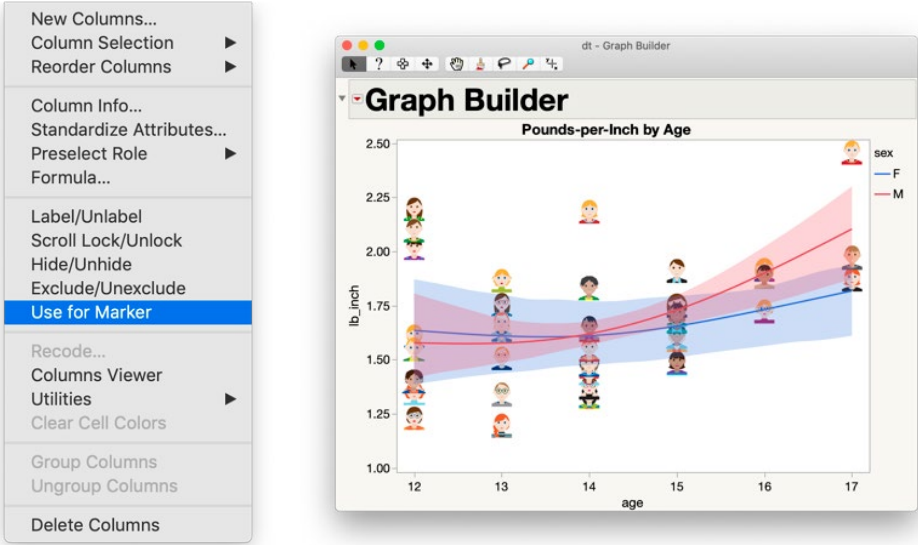 New Columns...
Column Selection
Reorder Columns
Column Info...
Standardize Attributes...
Preselect Role
Formula...
Label/Unlabel
Scroll Lock/Unlock
Hide/Unhide
Exclude/Unexclude
Use for Marker
Recode...
Columns Viewer
Utilities
Clear Cell Colors
Group Columns
Ungroup Columns
Delete Columns
dt - Graph Builder
?
Graph Builder
Pounds-per-Inch by Age
2.50
2.25
2.00
1.75
1.50
1.25
1.00
lb_inch
12 13 14 15 16 17
age
sex
F
M